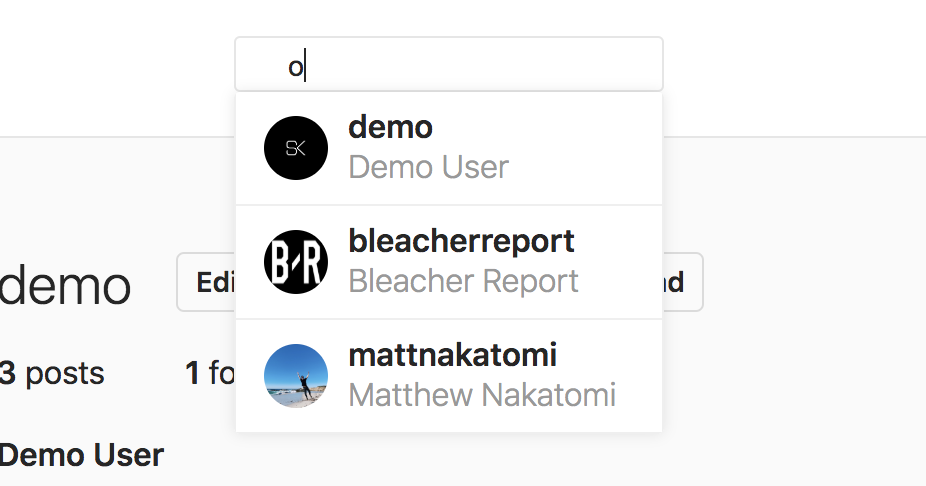 o
SK
demo
Demo User
B/R
bleacherreport
Bleacher Report
mattnakatomi
Matthew Nakatomi
demo
Edi
nd
3 posts
1 fo
Demo User